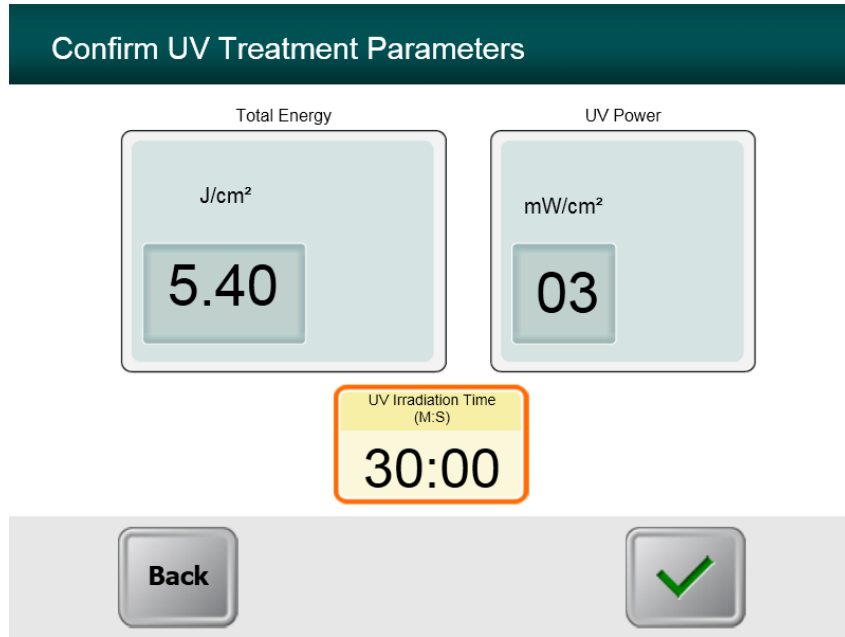 Confirm UV Treatment Parameters
Total Energy
UV Power
J/cm²
mW/cm²
5.40
03
UV Irradiation Time
(M:S)
30:00
Back